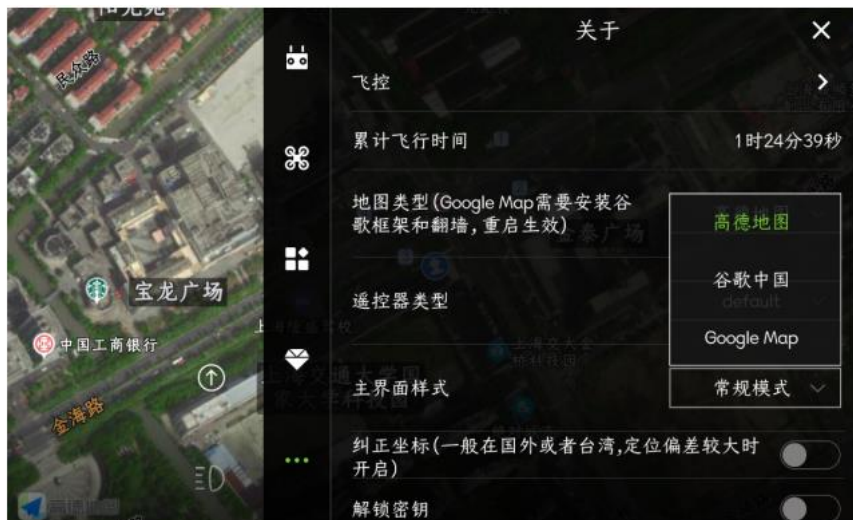 民众路
宝龙广场
中国工商银行
金海路
高德地图
关于
飞控
累计飞行时间
1时24分39秒
地图类型(Google Map需要安装谷
歌框架和翻墙,重启生效)
高德地图
谷歌中国
Google Map
遥控器类型
default
主界面样式
常规模式
纠正坐标(一般在国外或者台湾,定位偏差较大时
开启)
解锁密钥